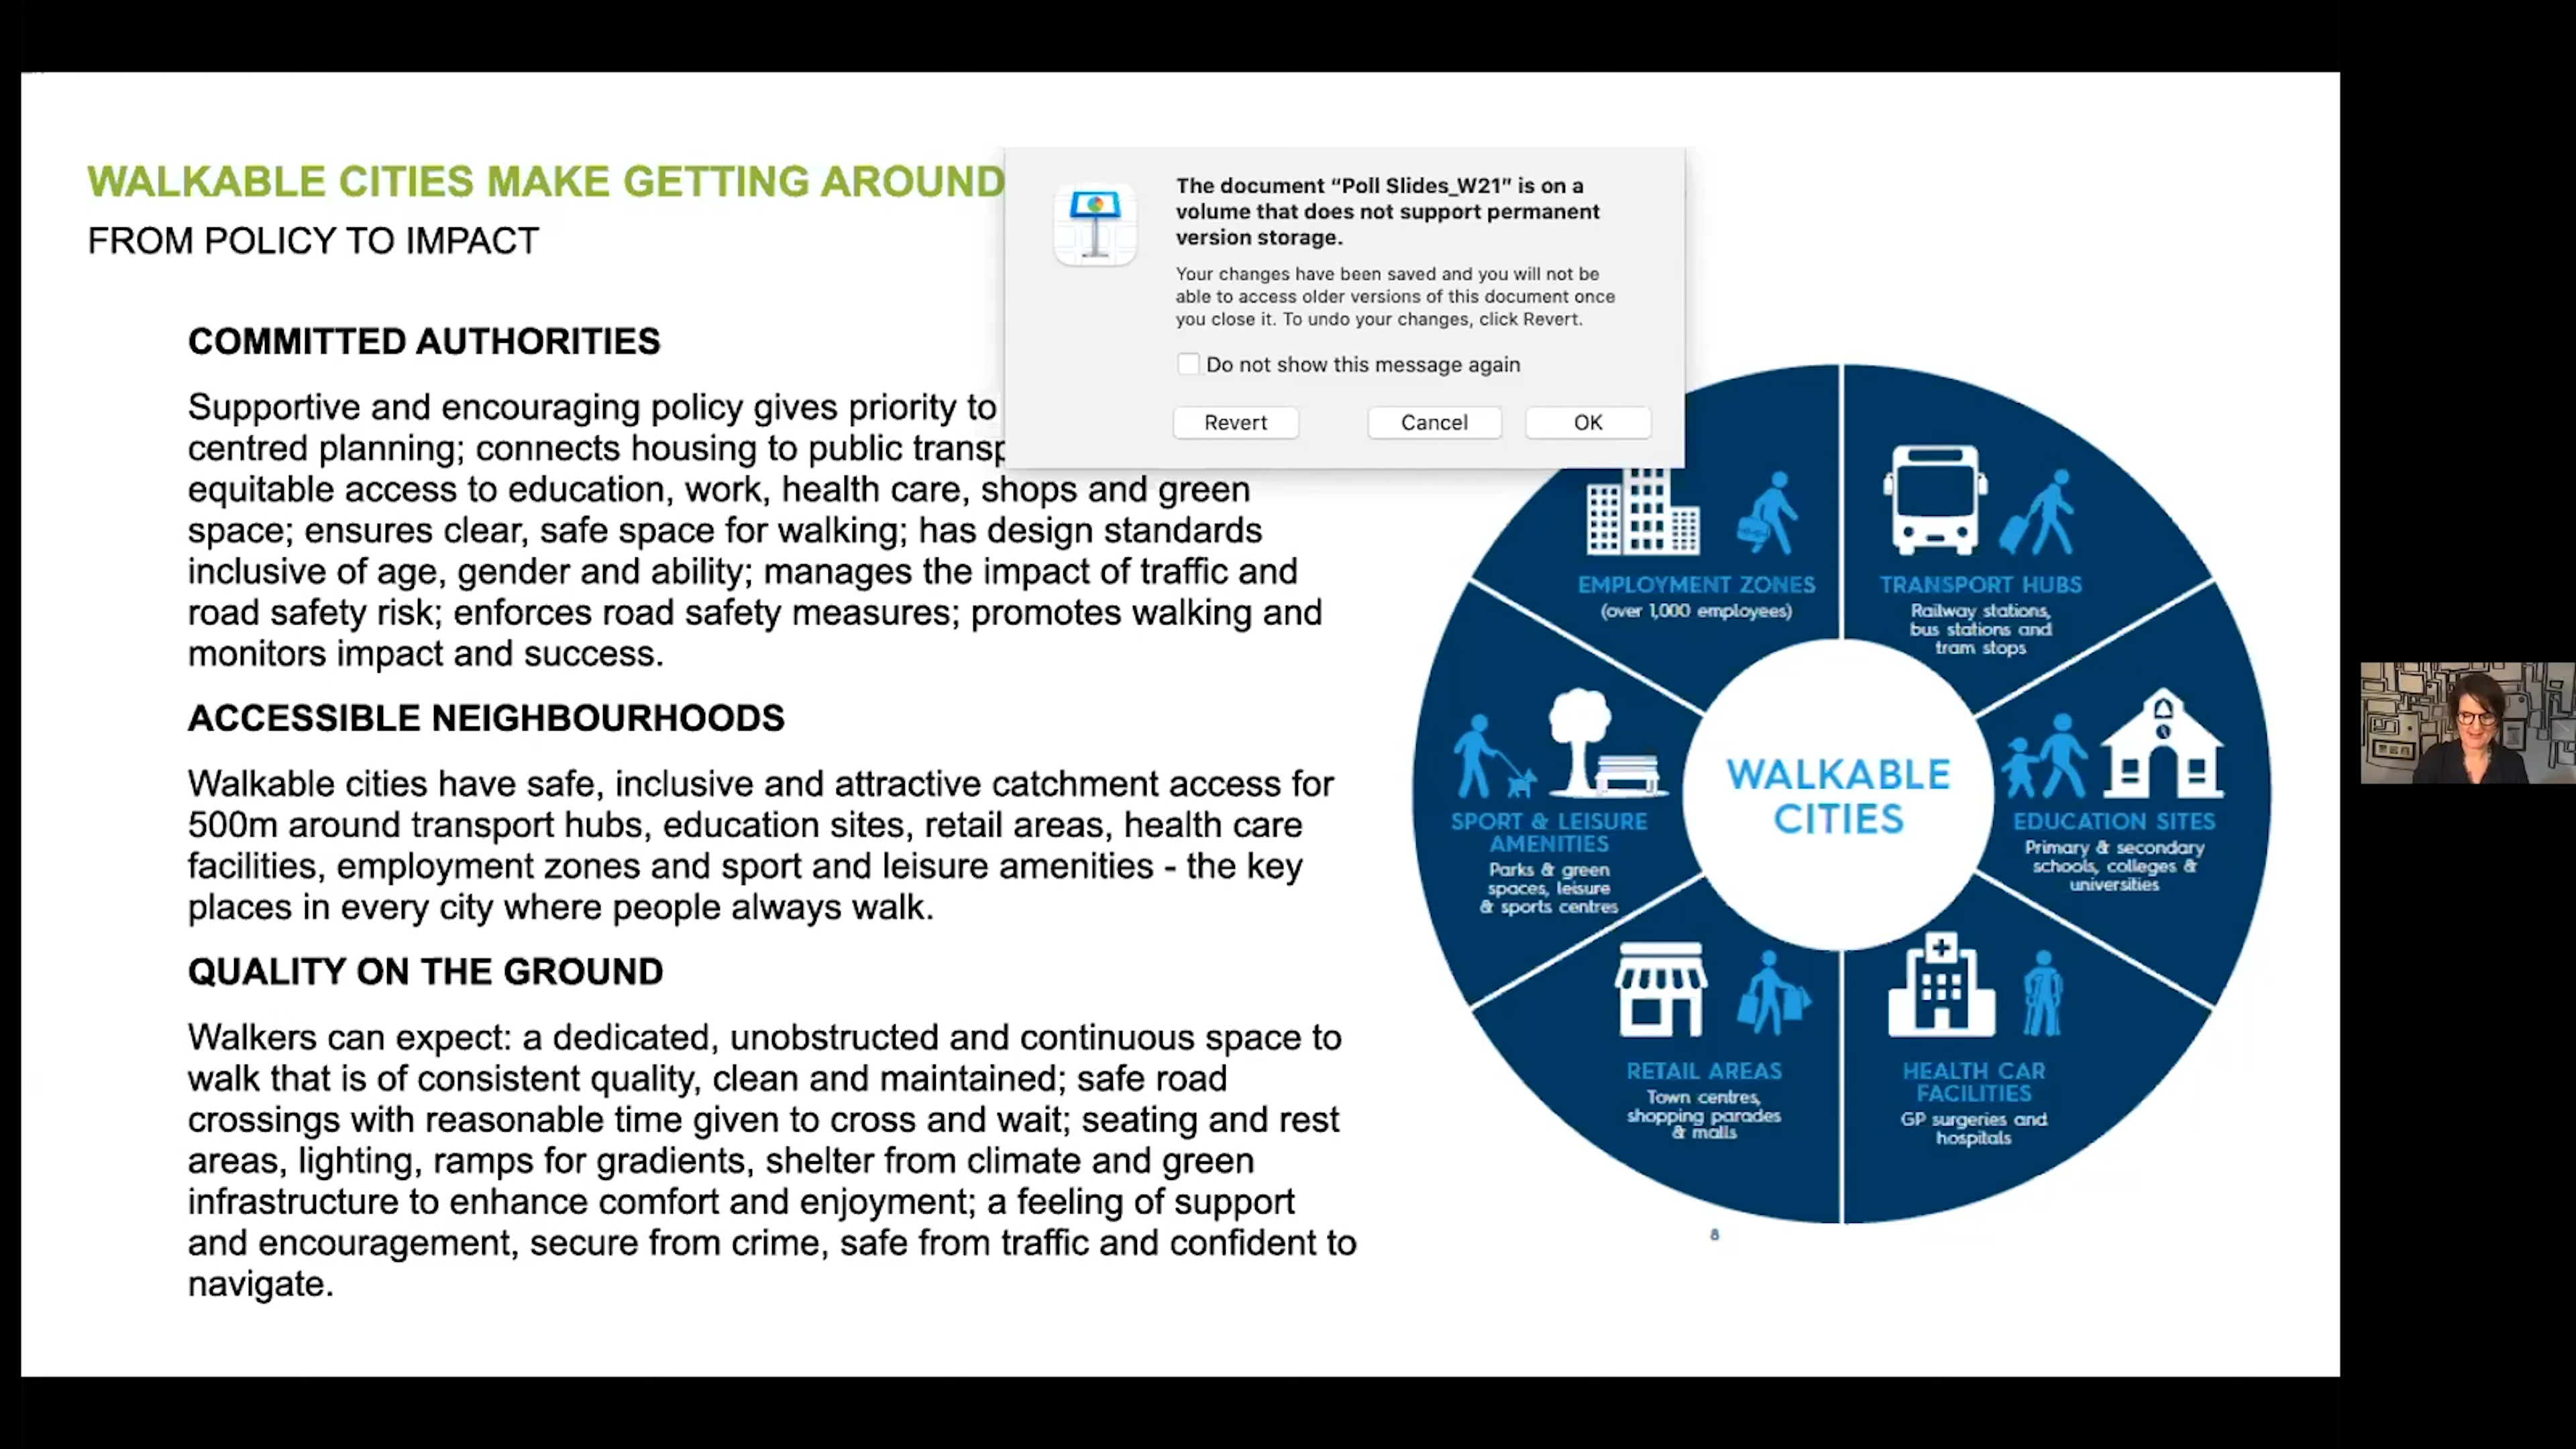 WALKABLE CITIES MAKE GETTING AROUND
FROM POLICY TO IMPACT
The document “Poll Slides_W21” is on a
volume that does not support permanent
version storage.
Your changes have been saved and you will not be
able to access older versions of this document once
you close it. To undo your changes, click Revert.
Do not show this message again
Revert
Cancel
OK
COMMITTED AUTHORITIES
Supportive and encouraging policy gives priority to
centred planning; connects housing to public
equitable access to education, work, health care, shops and green
space; ensures clear, safe space for walking; has design standards
inclusive of age, gender and ability; manages the impact of traffic and
road safety risk; enforces road safety measures; promotes walking and
monitors impact and success.
ACCESSIBLE NEIGHBOURHOODS
Walkable cities have safe, inclusive and attractive catchment access for
500m around transport hubs, education sites, retail areas, health care
facilities, employment zones and sport and leisure amenities - the key
places in every city where people always walk.
QUALITY ON THE GROUND
Walkers can expect: a dedicated, unobstructed and continuous space to
walk that is of consistent quality, clean and maintained; safe road
crossings with reasonable time given to cross and wait; seating and rest
areas, lighting, ramps for gradients, shelter from climate and green
infrastructure to enhance comfort and enjoyment; a feeling of support
and encouragement, secure from crime, safe from traffic and confident to
navigate.
EMPLOYMENT ZONES
(over 1,000 employees)
TRANSPORT HUBS
Railway stations,
bus stations and
tram stops
SPORT & LEISURE
AMENITIES
Parks & green
spaces, leisure
& sports centres
WALKABLE
CITIES
EDUCATION SITES
Primary & secondary
schools, colleges &
universities
RETAIL AREAS
Town centres,
shopping parades
& malls
HEALTH CAR
FACILITIES
GP surgeries and
hospitals
8